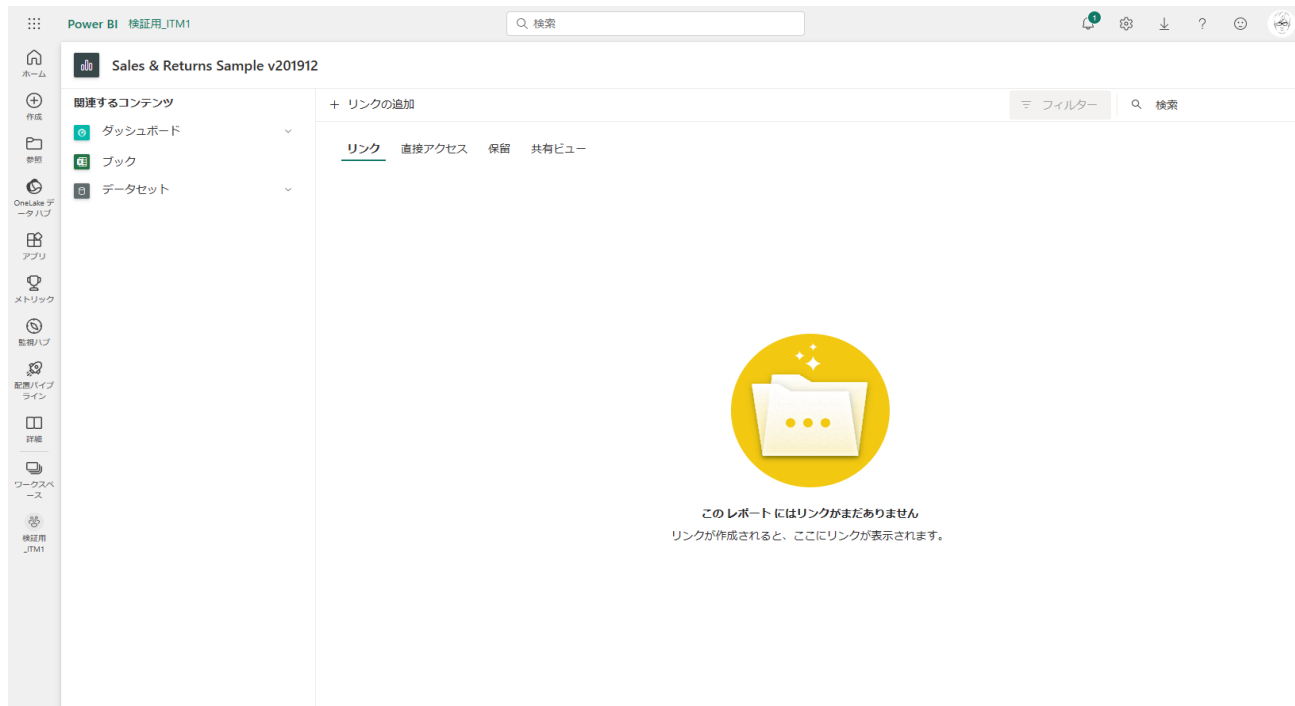 Power BI 検証用_ITM1
検索
1
ホーム
作成
参照
OneLake デ
ータ ハブ
アプリ
メトリック
監視ハブ
配置パイプ
ライン
詳細
ワークスペ
ース
検証用
_ITM1
Sales & Returns Sample v201912
関連するコンテンツ
ダッシュボード
ブック
データセット
+ リンクの追加
フィルター
検索
リンク 直接アクセス 保留 共有ビュー
この レポート にはリンクがまだありません
リンクが作成されると、ここにリンクが表示されます。